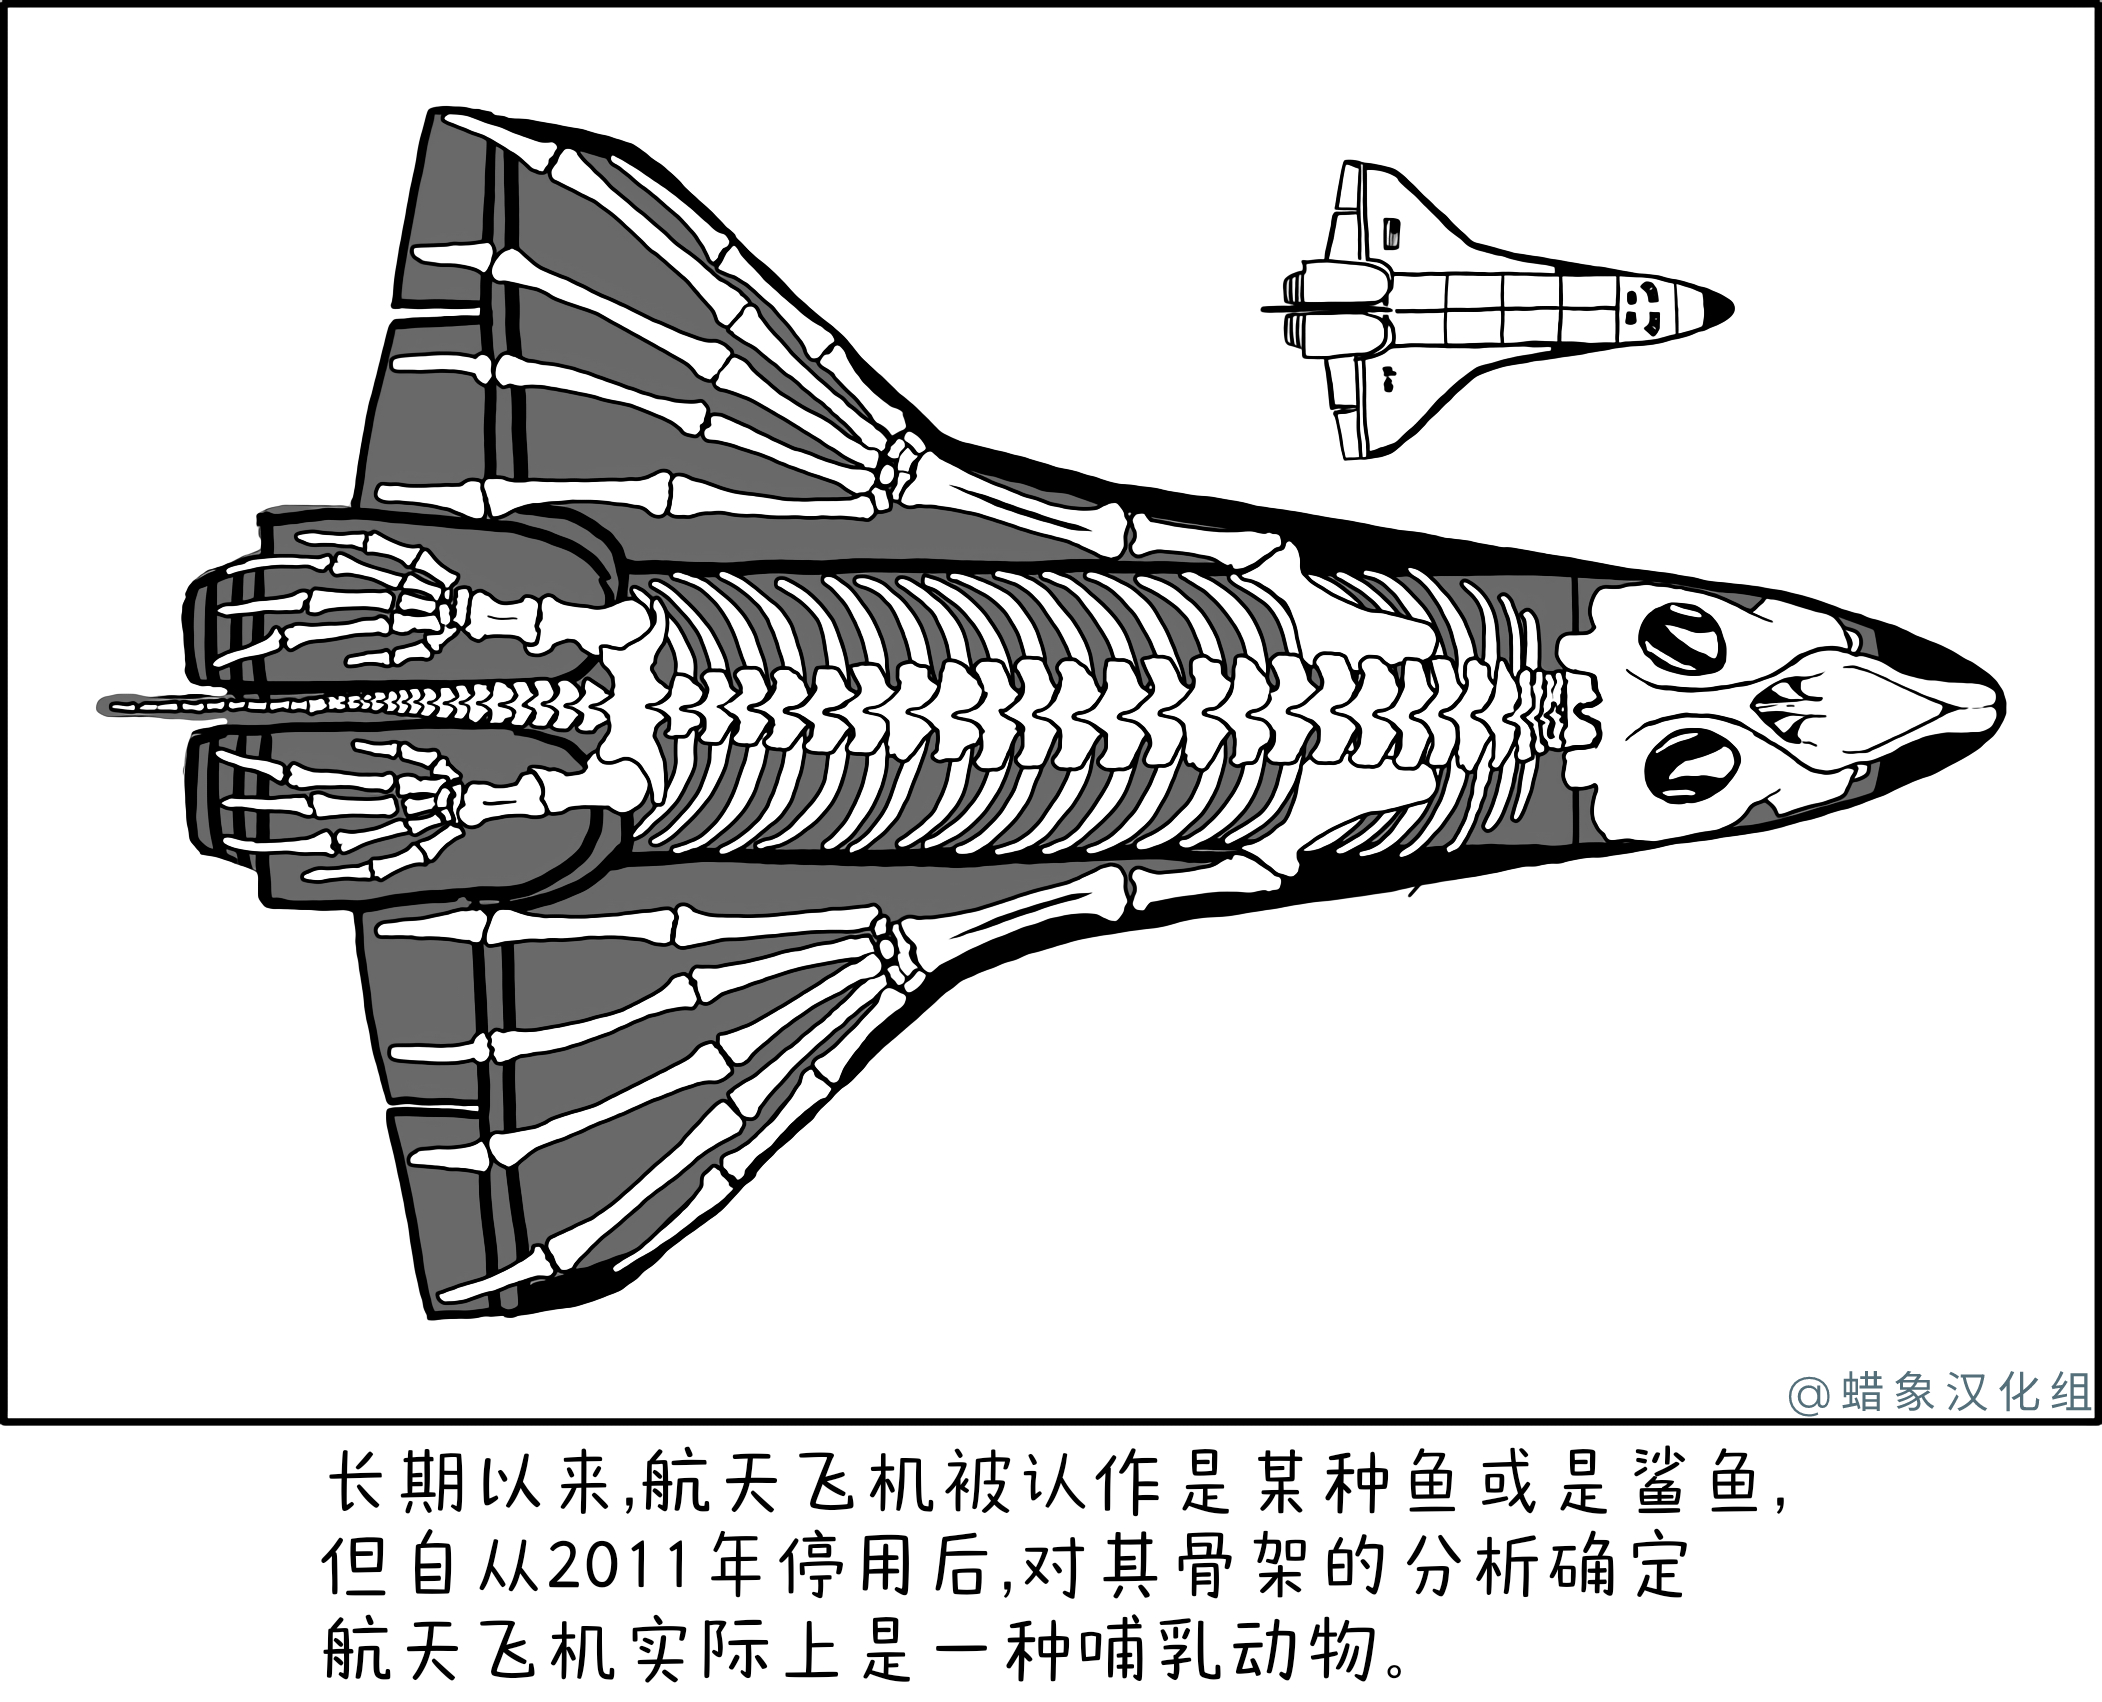 @蜡象汉化组
长期以来,航天飞机被认作是某种鱼或是鲨鱼,
但自从2011年停用后,对其骨架的分析确定
航天飞机实际上是一种哺乳动物。